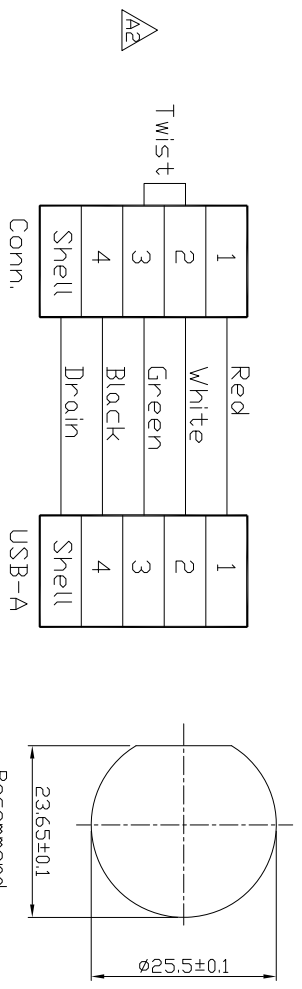 1 Red 1
2 White 2
3 Green 3
4 Black 4
Shell Drain Shell
Twist
Conn. USB-A
A2
ø25.5±0.1
23.65±0.1
Recommend